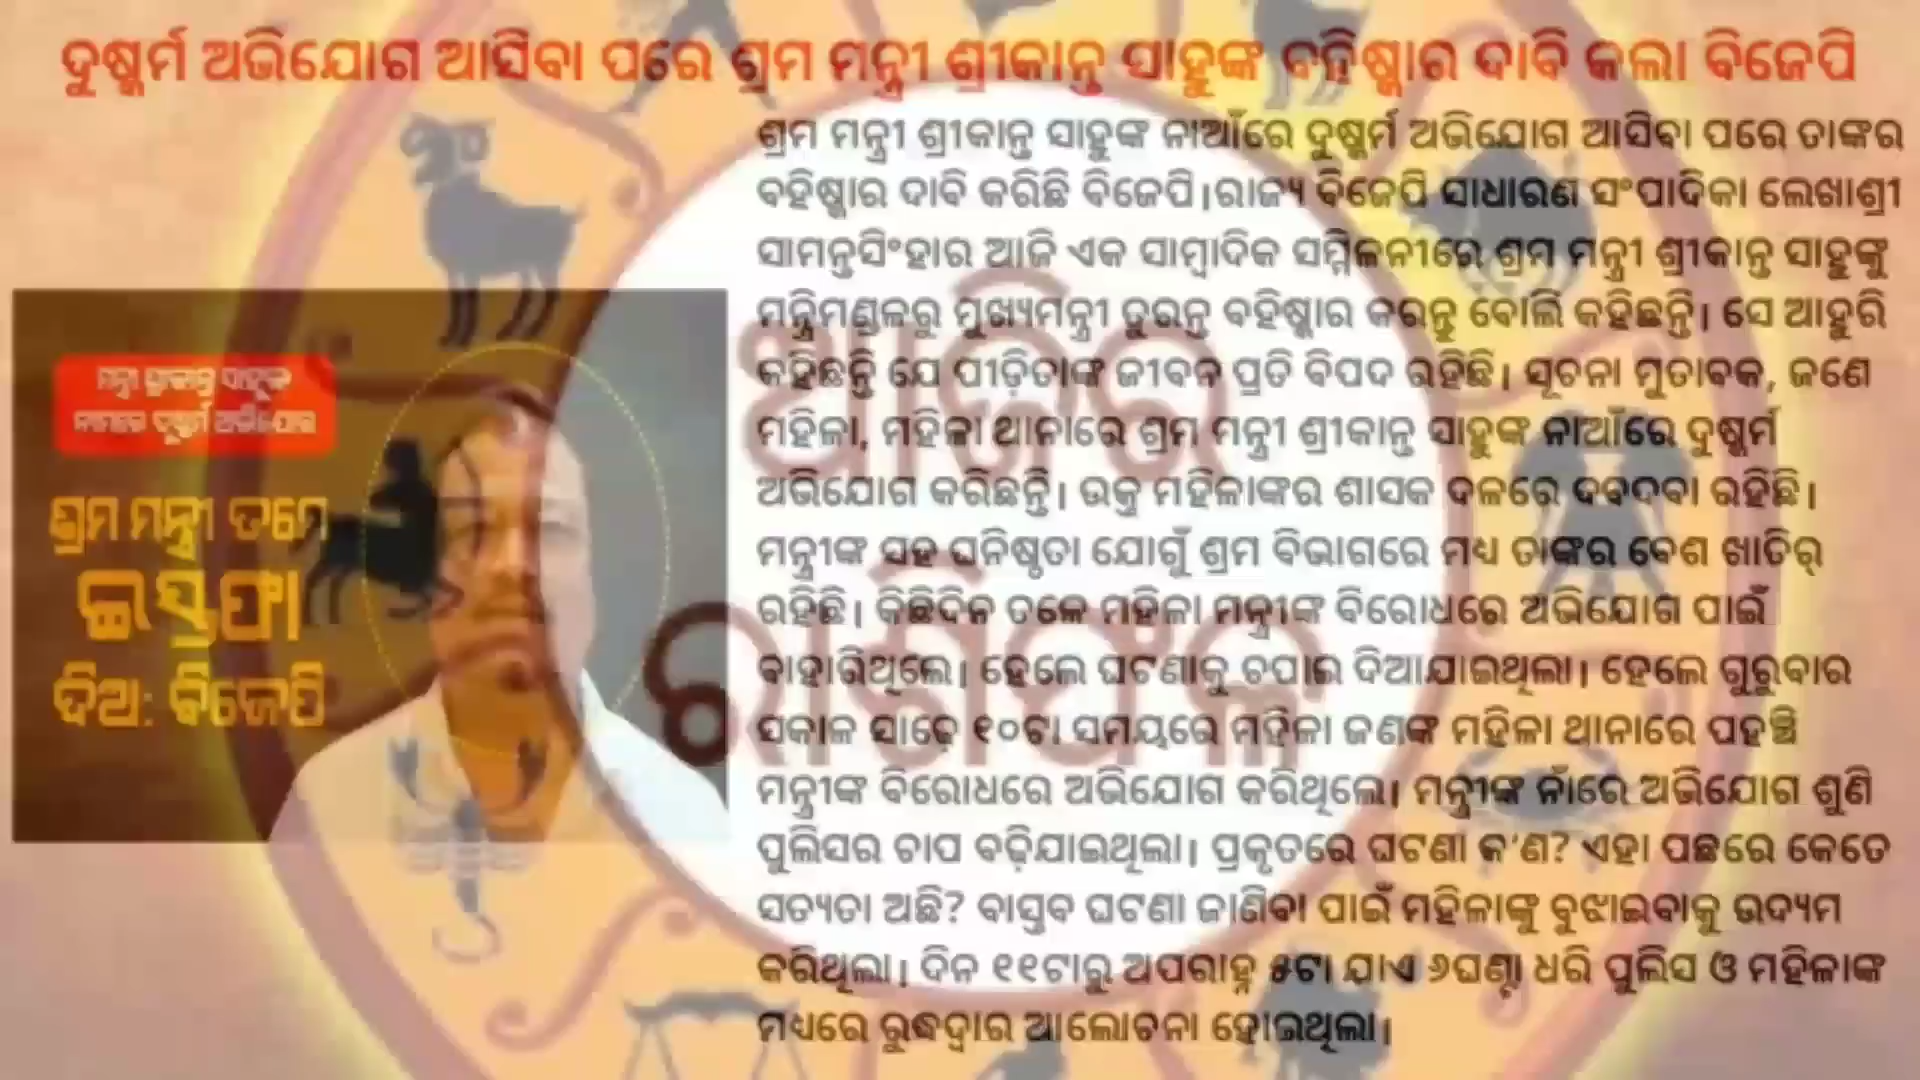 ଦୁଷ୍କର୍ମ ଅଭିଯୋଗ ଆସିବା ପରେ ଶ୍ରମ ମନ୍ତ୍ରୀ ଶ୍ରୀକାନ୍ତ ସାହୁଙ୍କ ବହିଷ୍କାର ଦାବି କଲା ବିଜେପି
ମନ୍ତ୍ରୀ ଶ୍ରୀକାନ୍ତ ସାହୁଙ୍କ
ନାମରେ ଦୁଷ୍କର୍ମ ଅଭିଯୋଗ
ଶ୍ରମ ମନ୍ତ୍ରୀ ତମେ
ଇସ୍ତଫା
ଦିଅ: ବିଜେପି
ଶ୍ରମ ମନ୍ତ୍ରୀ ଶ୍ରୀକାନ୍ତ ସାହୁଙ୍କ ନାଆଁରେ ଦୁଷ୍କର୍ମ ଅଭିଯୋଗ ଆସିବା ପରେ ତାଙ୍କର
ବହିଷ୍କାର ଦାବି କରିଛି ବିଜେପି।ରାଜ୍ୟ ବିଜେପି ସାଧାରଣ ସଂପାଦିକା ଲେଖାଶ୍ରୀ
ସାମନ୍ତସିଂହାର ଆଜି ଏକ ସାମ୍ବାଦିକ ସମ୍ମିଳନୀରେ ଶ୍ରମ ମନ୍ତ୍ରୀ ଶ୍ରୀକାନ୍ତ ସାହୁଙ୍କୁ
ମନ୍ତ୍ରିମଣ୍ଡଳରୁ ମୁଖ୍ୟମନ୍ତ୍ରୀ ତୁରନ୍ତ ବହିଷ୍କାର କରନ୍ତୁ ବୋଲି କହିଛନ୍ତି। ସେ ଆହୁରି
କହିଛନ୍ତି ଯେ ପୀଡ଼ିତାଙ୍କ ଜୀବନ ପ୍ରତି ବିପଦ ରହିଛି। ସୂଚନା ମୁତାବକ, ଜଣେ
ମହିଳା, ମହିଳା ଥାନାରେ ଶ୍ରମ ମନ୍ତ୍ରୀ ଶ୍ରୀକାନ୍ତ ସାହୁଙ୍କ ନାଆଁରେ ଦୁଷ୍କର୍ମ
ଅଭିଯୋଗ କରିଛନ୍ତି। ଉକ୍ତ ମହିଳାଙ୍କର ଶାସକ ଦଳରେ ଦବଦବା ରହିଛି।
ମନ୍ତ୍ରୀଙ୍କ ସହ ଘନିଷ୍ଠତା ଯୋଗୁଁ ଶ୍ରମ ବିଭାଗରେ ମଧ୍ୟ ତାଙ୍କର ବେଶ ଖାତିର୍
ରହିଛି। କିଛିଦିନ ତଳେ ମହିଳା ମନ୍ତ୍ରୀଙ୍କ ବିରୋଧରେ ଅଭିଯୋଗ ପାଇଁ
ବାହାରିଥିଲେ। ହେଲେ ଘଟଣାକୁ ଚପାଇ ଦିଆଯାଇଥିଲା। ହେଲେ ଗୁରୁବାର
ସକାଳ ସାଢେ ୧୦ଟା ସମୟରେ ମହିଳା ଜଣଙ୍କ ମହିଳା ଥାନାରେ ପହଞ୍ଚି
ମନ୍ତ୍ରୀଙ୍କ ବିରୋଧରେ ଅଭିଯୋଗ କରିଥିଲେ। ମନ୍ତ୍ରୀଙ୍କ ନାଁରେ ଅଭିଯୋଗ ଶୁଣି
ପୁଲିସର ଚାପ ବଢ଼ିଯାଇଥିଲା। ପ୍ରକୃତରେ ଘଟଣା କ'ଣ? ଏହା ପଛରେ କେତେ
ସତ୍ୟତା ଅଛି? ବାସ୍ତବ ଘଟଣା ଜାଣିବା ପାଇଁ ମହିଳାଙ୍କୁ ବୁଝାଇବାକୁ ଉଦ୍ୟମ
କରିଥିଲା। ଦିନ ୧୧ଟାରୁ ଅପରାହ୍ନ ୫ଟା ଯାଏ ୬ଘଣ୍ଟା ଧରି ପୁଲିସ ଓ ମହିଳାଙ୍କ
ମଧ୍ୟରେ ରୁଦ୍ଧଦ୍ୱାର ଆଲୋଚନା ହୋଇଥିଲା।
ଆଜିର
ରାଶିଫଳ